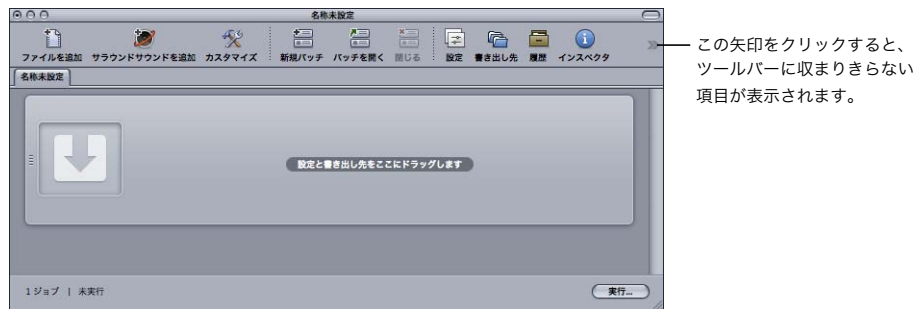 名称未設定
ファイルを追加 サラウンドサウンドを追加 カスタマイズ 新規バッチ バッチを開く 閉じる 設定 書き出し先 履歴 インスペクタ
名称未設定
設定と書き出し先をここにドラッグします
1 ジョブ | 未実行
実行...
この矢印をクリックすると、
ツールバーに収まりきらない
項目が表示されます。